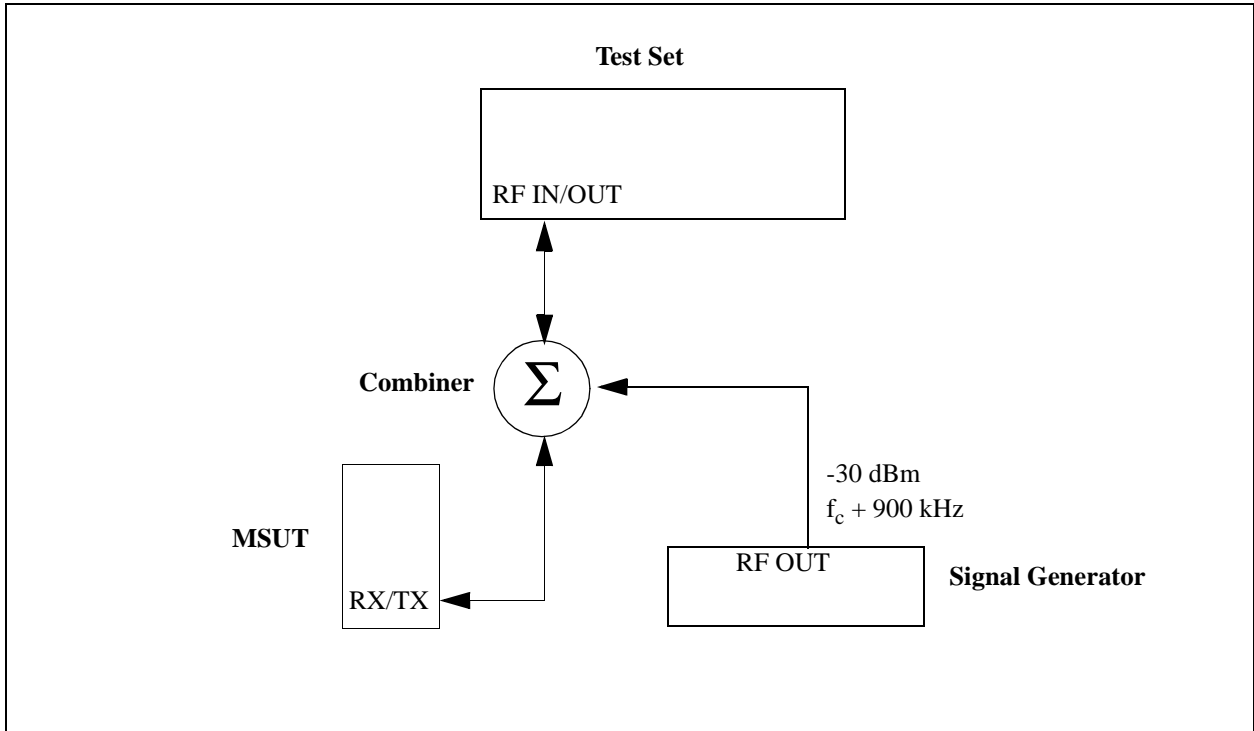 Test Set
RF IN/OUT
Combiner
Σ
-30 dBm
fc + 900 kHz
MSUT
RF OUT
Signal Generator
RX/TX